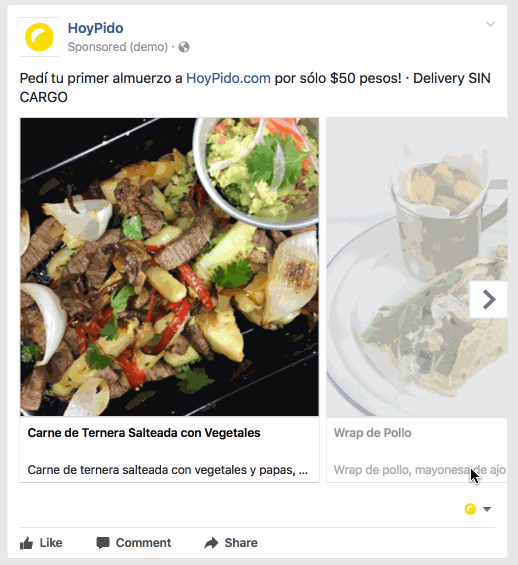 HoyPido
Sponsored (demo) ·
Pedí tu primer almuerzo a HoyPido.com por sólo $50 pesos! · Delivery SIN
CARGO
Carne de Ternera Salteada con Vegetales
Carne de ternera salteada con vegetales y papas, ...
Wrap de Pollo
Wrap de pollo, mayonesa de ajo
Like
Comment
Share